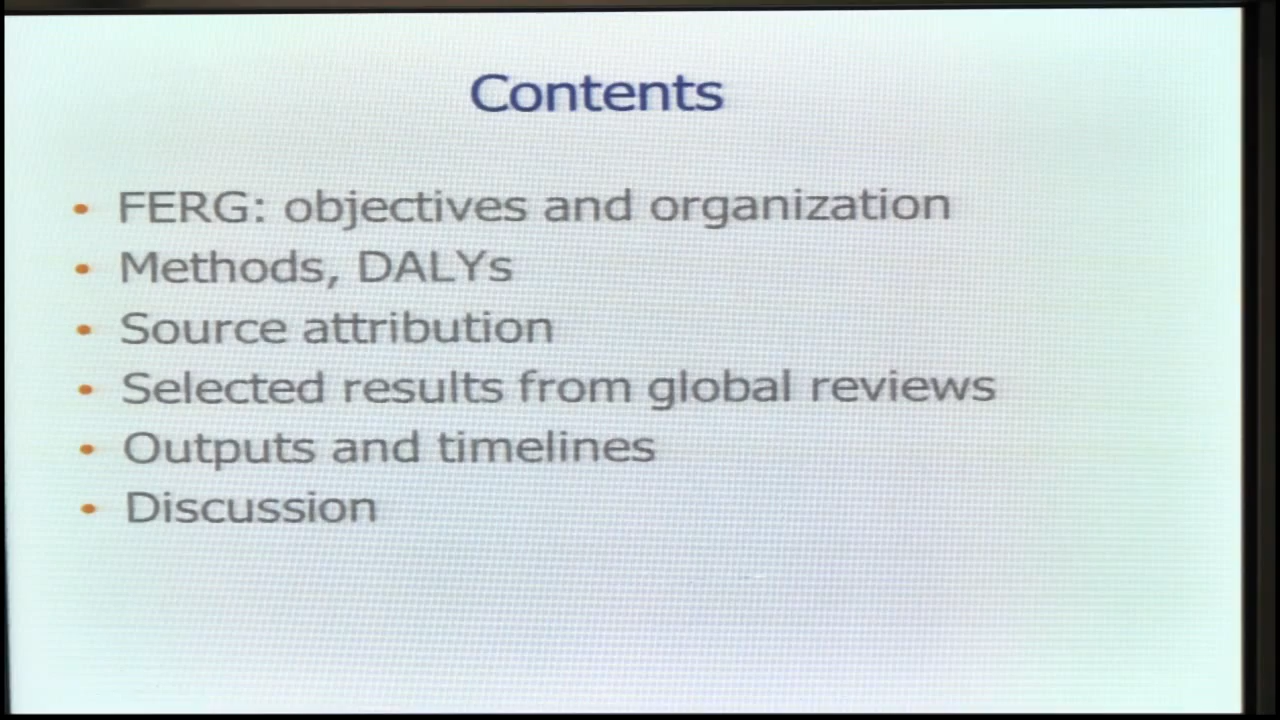 Contents
• FERG: objectives and organization
• Methods, DALYs
• Source attribution
• Selected results from global reviews
• Outputs and timelines
• Discussion